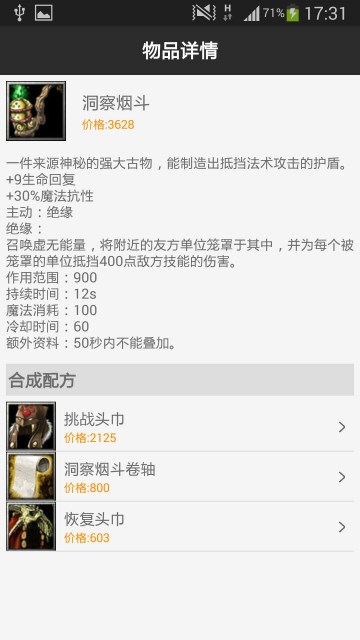 H 71% 17:31
物品详情
洞察烟斗
价格:3628
一件来源神秘的强大古物，能制造出抵挡法术攻击的护盾。
+9生命回复
+30%魔法抗性
主动：绝缘
绝缘：
召唤虚无能量，将附近的友方单位笼罩于其中，并为每个被
笼罩的单位抵挡400点敌方技能的伤害。
作用范围：900
持续时间：12s
魔法消耗：100
冷却时间：60
额外资料：50秒内不能叠加。
合成配方
挑战头巾
价格:2125
洞察烟斗卷轴
价格:800
恢复头巾
价格:603